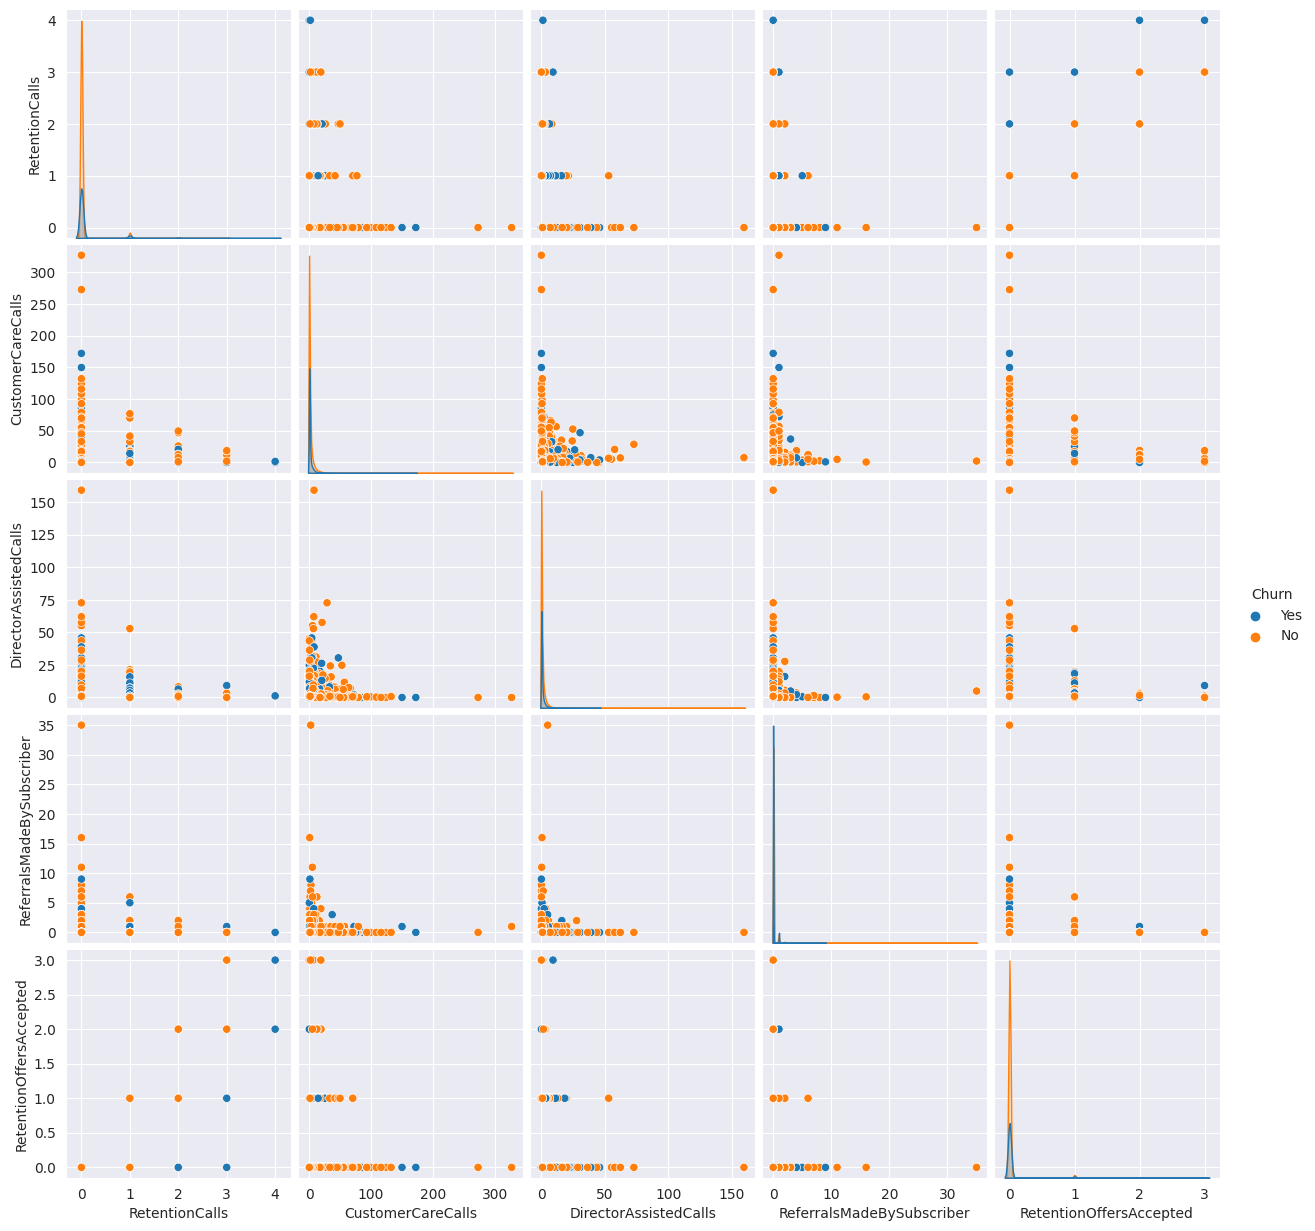 RetentionCalls
4
3
2
1
0
CustomerCareCalls
300
250
200
150
100
50
0
DirectorAssistedCalls
150
125
100
75
50
25
0
Churn
Yes
No
ReferralsMadeBySubscriber
35
30
25
20
15
10
5
0
RetentionOffersAccepted
3.0
2.5
2.0
1.5
1.0
0.5
0.0
0 1 2 3 4
0 100 200 300
0 50 100 150
0 10 20 30
0 1 2 3
RetentionCalls
CustomerCareCalls
DirectorAssistedCalls
ReferralsMadeBySubscriber
RetentionOffersAccepted